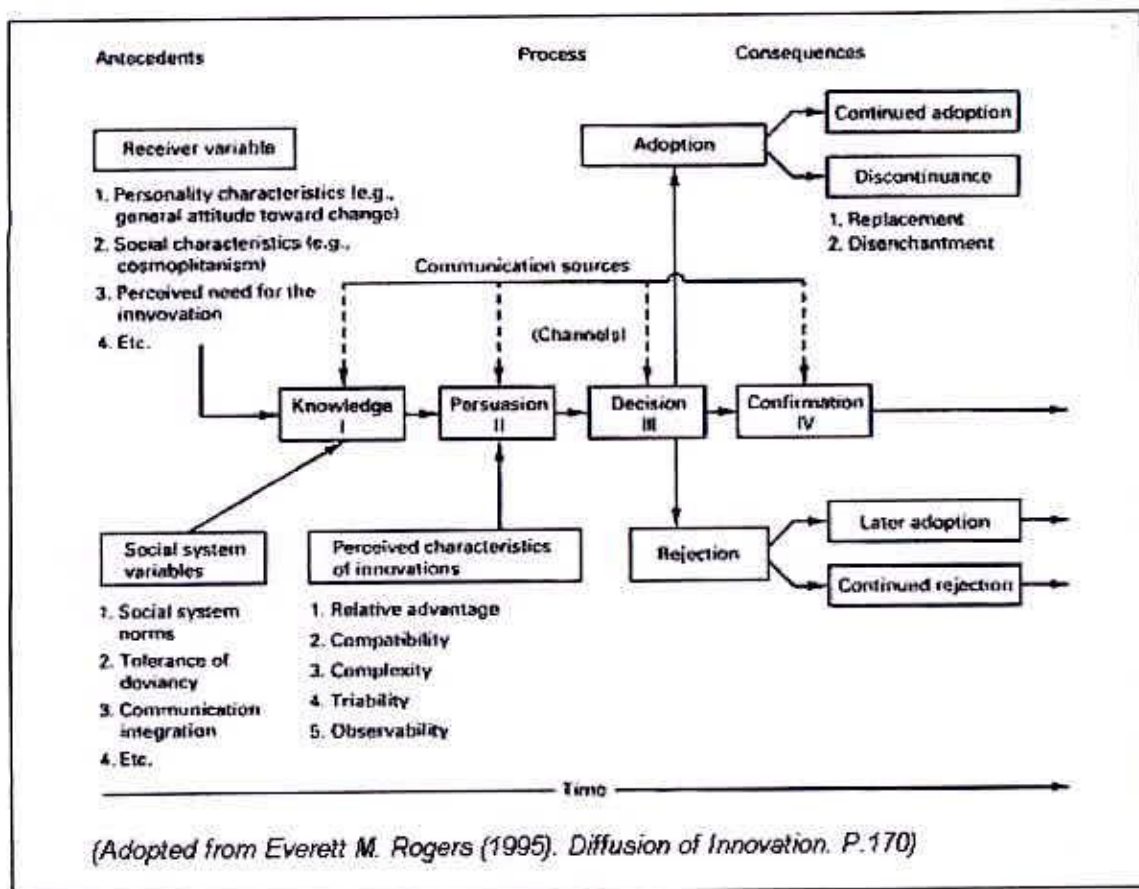 Antecedents
Process
Consequences
Receiver variable
1. Personality characteristics (e.g.,
general attitude toward change)
2. Social characteristics (e.g.,
cosmoplitanism)
3. Perceived need for the
innvovation
4. Etc.
Adoption
Continued adoption
Discontinuance
1. Replacement
2. Disenchantment
Communication sources
(Channels)
Knowledge
I
Persuasion
II
Decision
III
Confirmation
IV
Social system
variables
1. Social system
norms
2. Tolerance of
doviancy
3. Communication
integration
4. Etc.
Perceived characteristics
of innovations
1. Relative advantage
2. Compatibility
3. Complexity
4. Triability
5. Observability
Rejection
Later adoption
Continued rejection
Time
(Adopted from Everett M. Rogers (1995). Diffusion of Innovation. P.170)